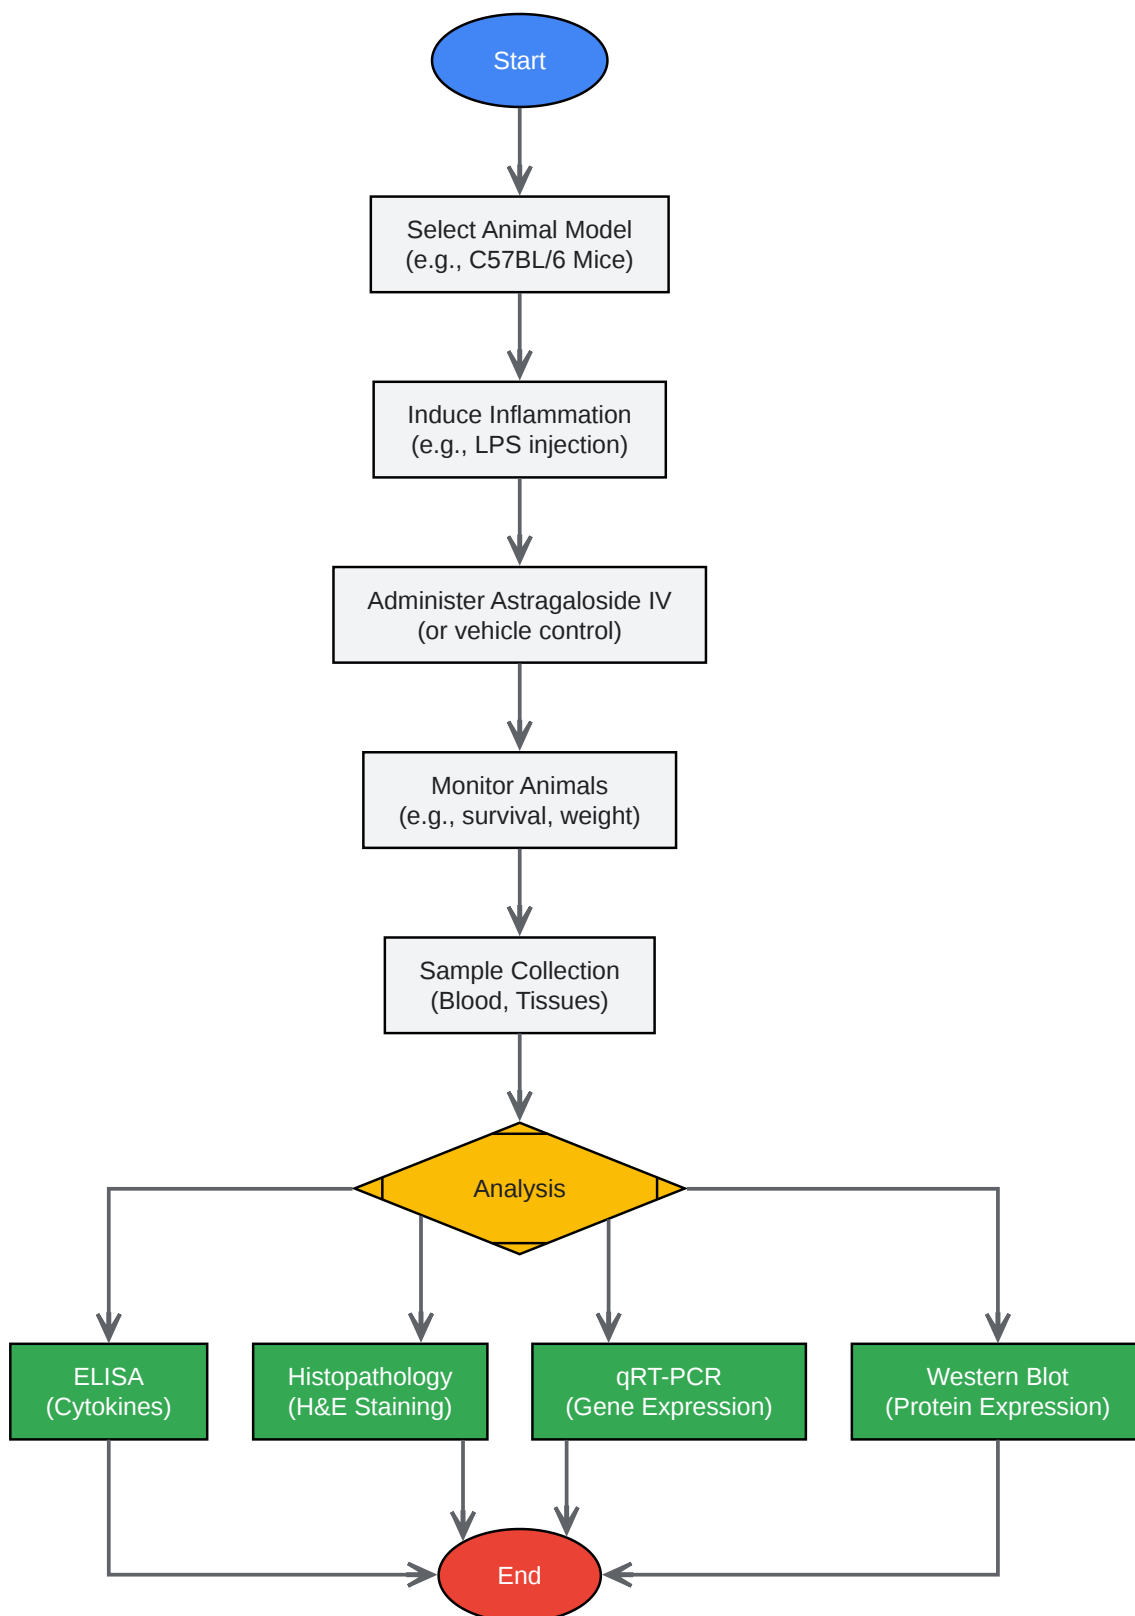 Start
Select Animal Model
(e.g., C57BL/6 Mice)
Induce Inflammation
(e.g., LPS injection)
Administer Astragaloside IV
(or vehicle control)
Monitor Animals
(e.g., survival, weight)
Sample Collection
(Blood, Tissues)
Analysis
ELISA
(Cytokines)
Histopathology
(H&E Staining)
qRT-PCR
(Gene Expression)
Western Blot
(Protein Expression)
End